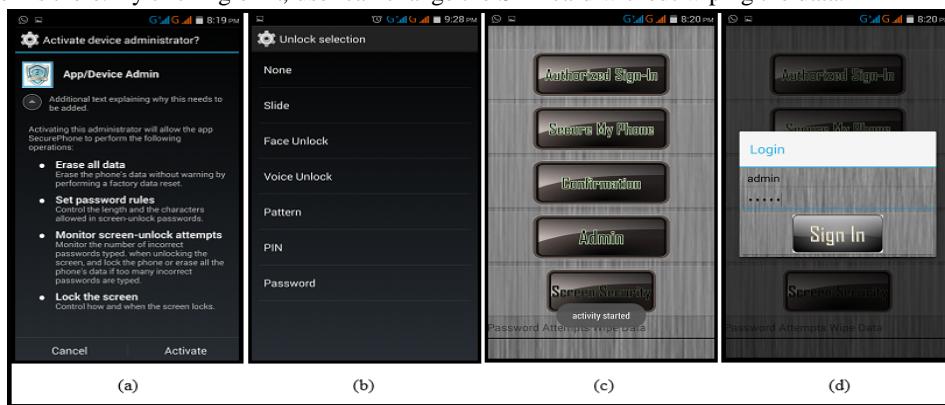 8:19 PM
Activate device administrator?
App/Device Admin
Additional text explaining why this needs to
be added.
Activating this administrator will allow the app
SecurePhone to perform the following
operations:
Erase all data
Erase the phone's data without warning by
performing a factory data reset.
Set password rules
Control the length and the characters
allowed in screen-unlock passwords.
Monitor screen-unlock attempts
Monitor the number of incorrect
passwords typed. when unlocking the
screen, and lock the phone or erase all the
phone's data if too many incorrect
passwords are typed.
Lock the screen
Control how and when the screen locks.
Cancel Activate
(a)
9:28 PM
Unlock selection
None
Slide
Face Unlock
Voice Unlock
Pattern
PIN
Password
(b)
8:20 PM
Authorized Sign-In
Secure My Phone
Confirmation
Admin
Screen Security
activity started
Password Attempts Wipe Data
(c)
8:20 PM
Authorized Sign-In
Secure My Phone
Login
admin
•••••
Sign In
Screen Security
Password Attempts Wipe Data
(d)